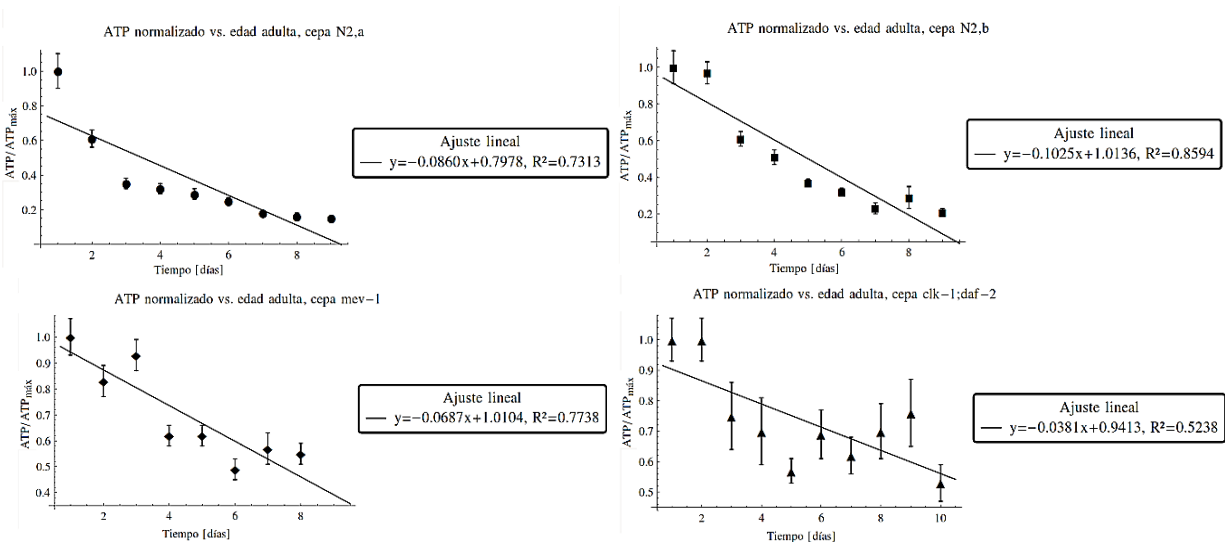 ATP normalizado vs. edad adulta, cepa N2,a
ATP/ATPmáx
1.0
0.8
0.6
0.4
0.2
2
4
6
8
Tiempo [días]
Ajuste lineal
y=−0.0860x+0.7978, R²=0.7313
ATP normalizado vs. edad adulta, cepa N2,b
ATP/ATPmáx
1.0
0.8
0.6
0.4
0.2
2
4
6
8
Tiempo [días]
Ajuste lineal
y=−0.1025x+1.0136, R²=0.8594
ATP normalizado vs. edad adulta, cepa mev−1
ATP/ATPmáx
1.0
0.9
0.8
0.7
0.6
0.5
0.4
2
4
6
8
Tiempo [días]
Ajuste lineal
y=−0.0687x+1.0104, R²=0.7738
ATP normalizado vs. edad adulta, cepa clk−1;daf−2
ATP/ATPmáx
1.0
0.9
0.8
0.7
0.6
0.5
2
4
6
8
10
Tiempo [días]
Ajuste lineal
y=−0.0381x+0.9413, R²=0.5238